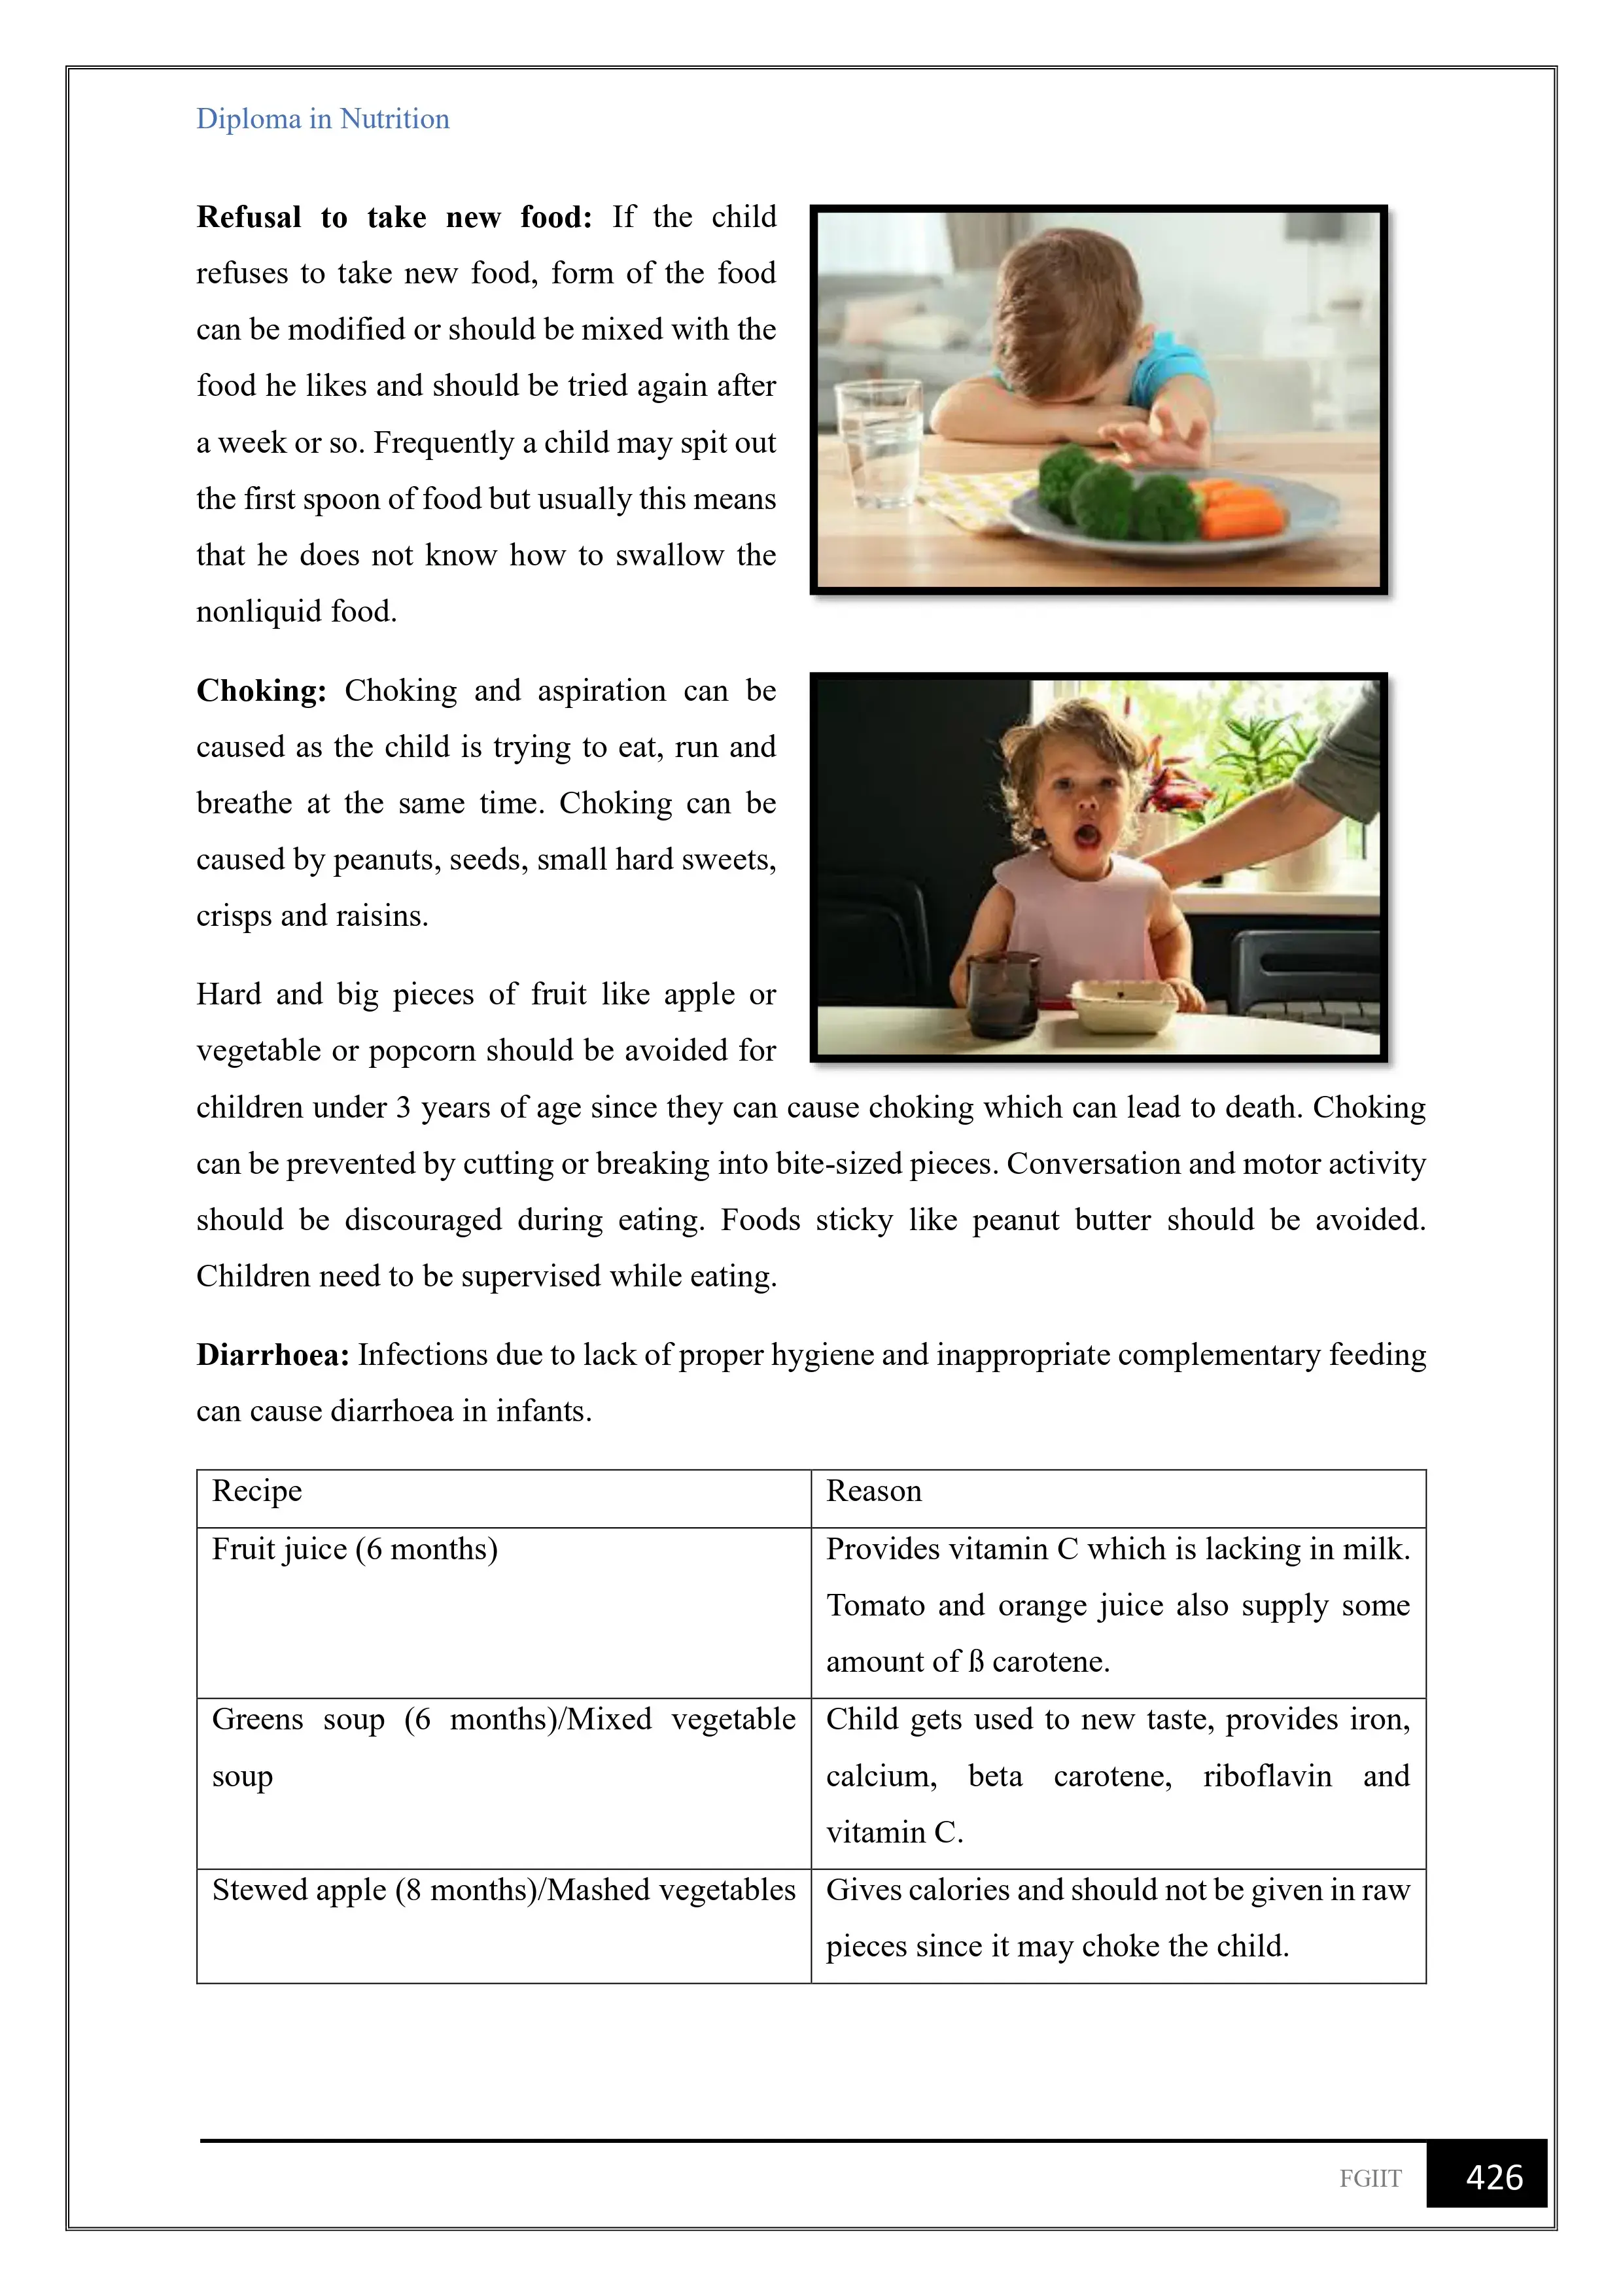 Diploma in Nutrition
Refusal to take new food: If the child
refuses to take new food, form of the food
can be modified or should be mixed with the
food he likes and should be tried again after
a week or so. Frequently a child may spit out
the first spoon of food but usually this means
that he does not know how to swallow the
nonliquid food.
Choking: Choking and aspiration can be
caused as the child is trying to eat, run and
breathe at the same time. Choking can be
caused by peanuts, seeds, small hard sweets,
crisps and raisins.
Hard and big pieces of fruit like apple or
vegetable or popcorn should be avoided for
children under 3 years of age since they can cause choking which can lead to death. Choking
can be prevented by cutting or breaking into bite-sized pieces. Conversation and motor activity
should be discouraged during eating. Foods sticky like peanut butter should be avoided.
Children need to be supervised while eating.
Diarrhoea: Infections due to lack of proper hygiene and inappropriate complementary feeding
can cause diarrhoea in infants.
Recipe
Reason
Fruit juice (6 months)
Provides vitamin C which is lacking in milk.
Tomato and orange juice also supply some
amount of ß carotene.
Greens soup (6 months)/Mixed vegetable
soup
Child gets used to new taste, provides iron,
calcium, beta carotene, riboflavin and
vitamin C.
Stewed apple (8 months)/Mashed vegetables
Gives calories and should not be given in raw
pieces since it may choke the child.
FGIIT
426